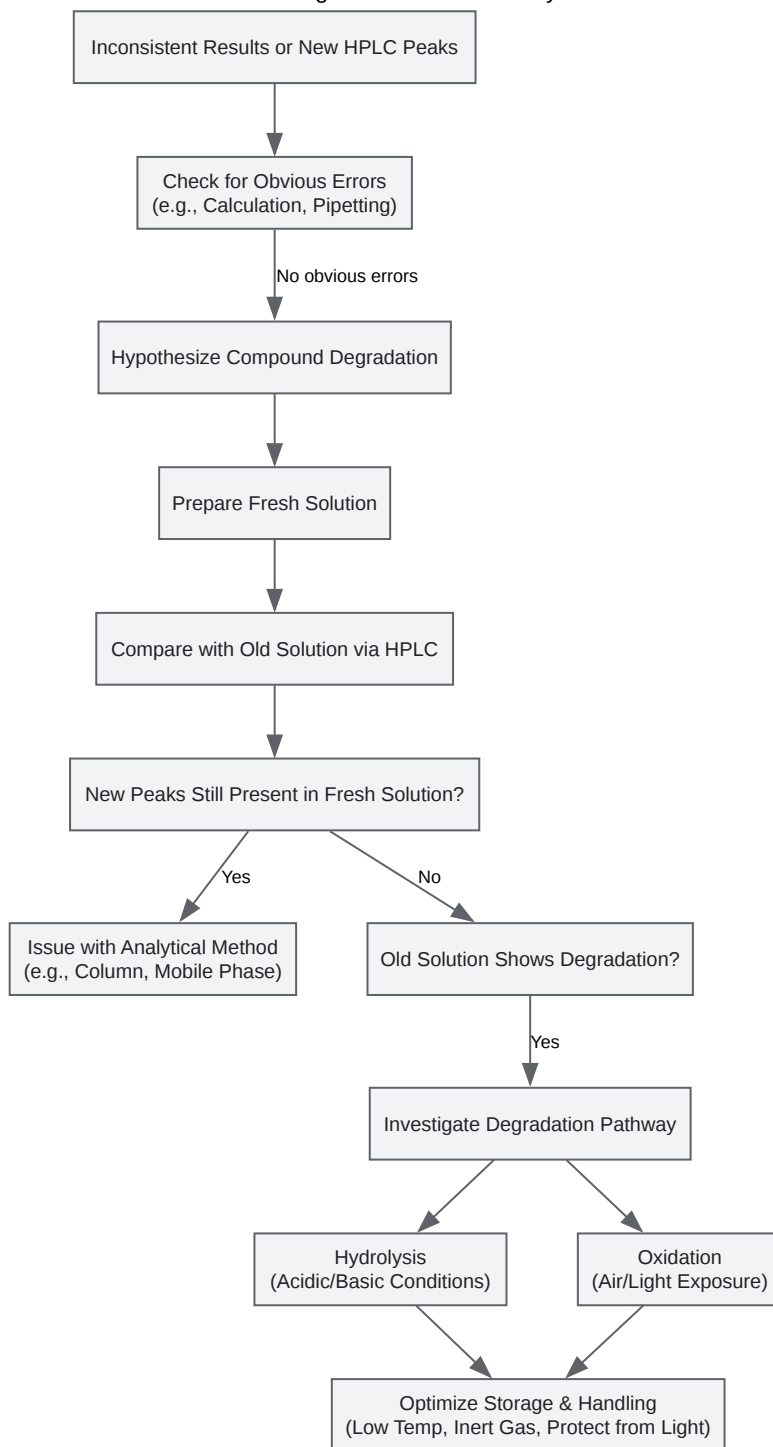 Inconsistent Results or New HPLC Peaks
Check for Obvious Errors
(e.g., Calculation, Pipetting)
No obvious errors
Hypothesize Compound Degradation
Prepare Fresh Solution
Compare with Old Solution via HPLC
New Peaks Still Present in Fresh Solution?
Yes
No
Issue with Analytical Method
(e.g., Column, Mobile Phase)
Old Solution Shows Degradation?
Yes
Investigate Degradation Pathway
Hydrolysis
(Acidic/Basic Conditions)
Oxidation
(Air/Light Exposure)
Optimize Storage & Handling
(Low Temp, Inert Gas, Protect from Light)